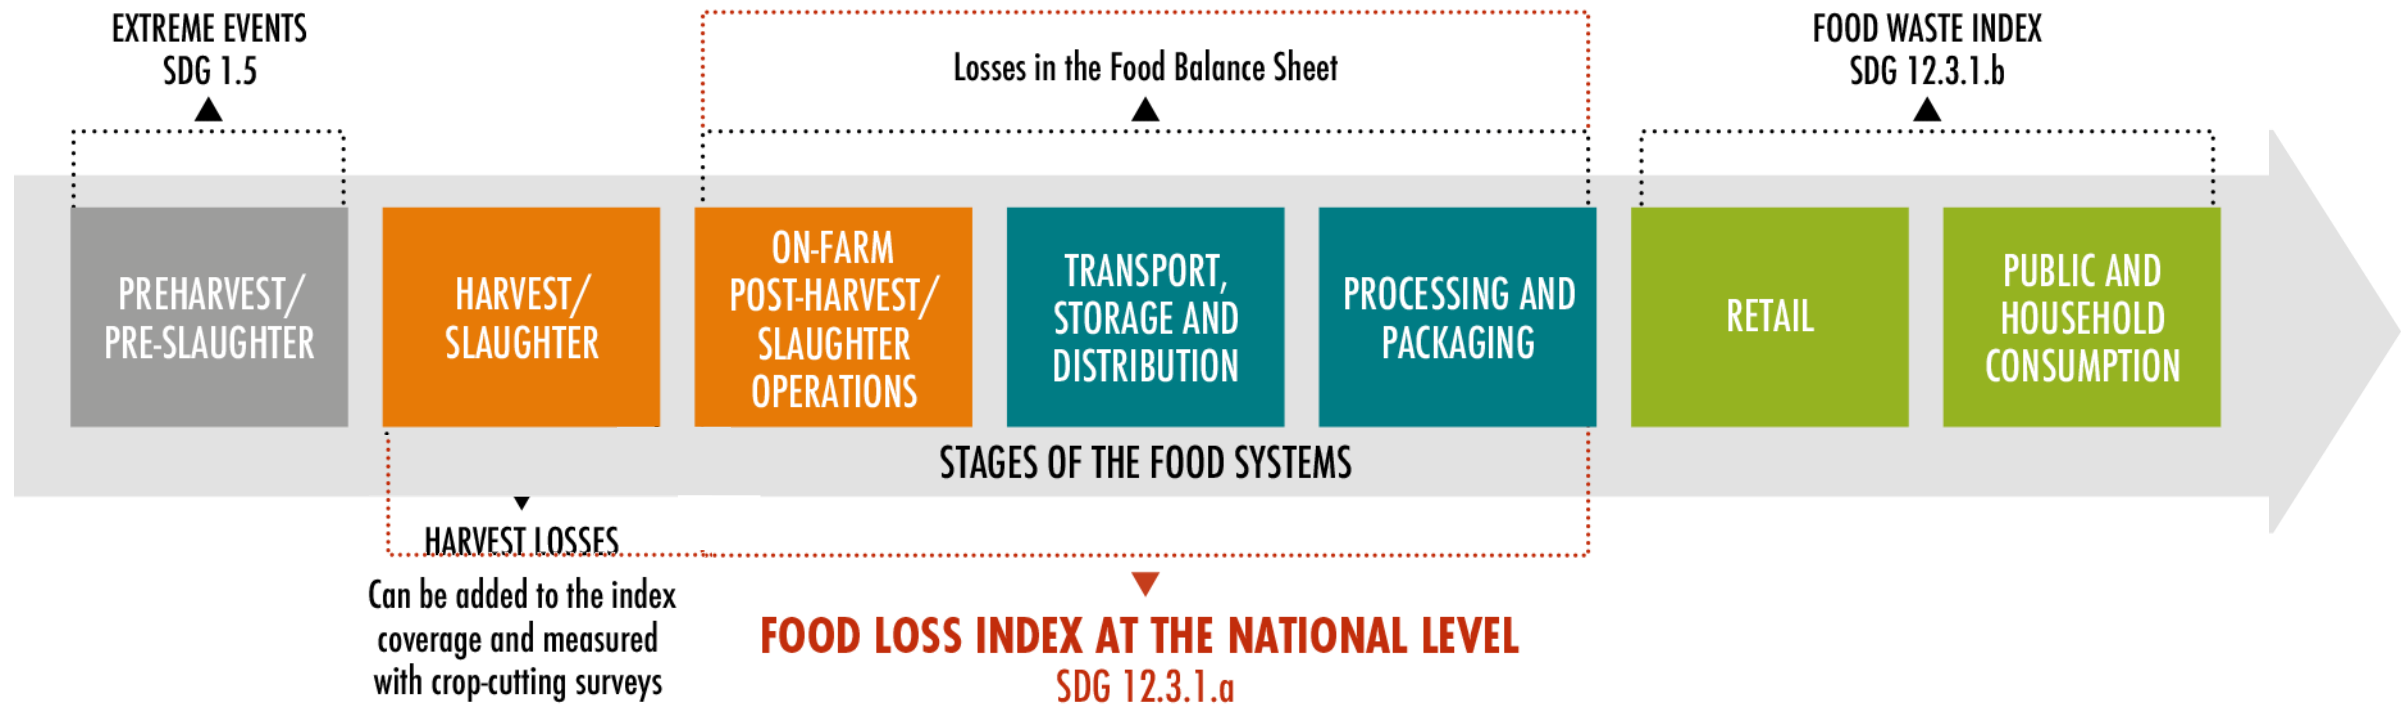 EXTREME EVENTS
SDG 1.5
Losses in the Food Balance Sheet
FOOD WASTE INDEX
SDG 12.3.1.b
PREHARVEST/
PRE-SLAUGHTER
HARVEST/
SLAUGHTER
ON-FARM
POST-HARVEST/
SLAUGHTER
OPERATIONS
TRANSPORT,
STORAGE AND
DISTRIBUTION
PROCESSING AND
PACKAGING
RETAIL
PUBLIC AND
HOUSEHOLD
CONSUMPTION
STAGES OF THE FOOD SYSTEMS
HARVEST LOSSES
Can be added to the index
coverage and measured
with crop-cutting surveys
FOOD LOSS INDEX AT THE NATIONAL LEVEL
SDG 12.3.1.a